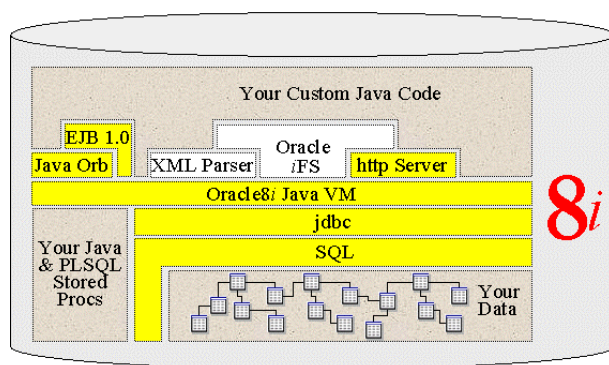 Your Custom Java Code
EJB 1.0
Oracle
iFS
Java Orb
XML Parser
http Server
Oracle8i Java VM
8i
jdbc
Your Java
& PLSQL
Stored
Procs
SQL
Your
Data